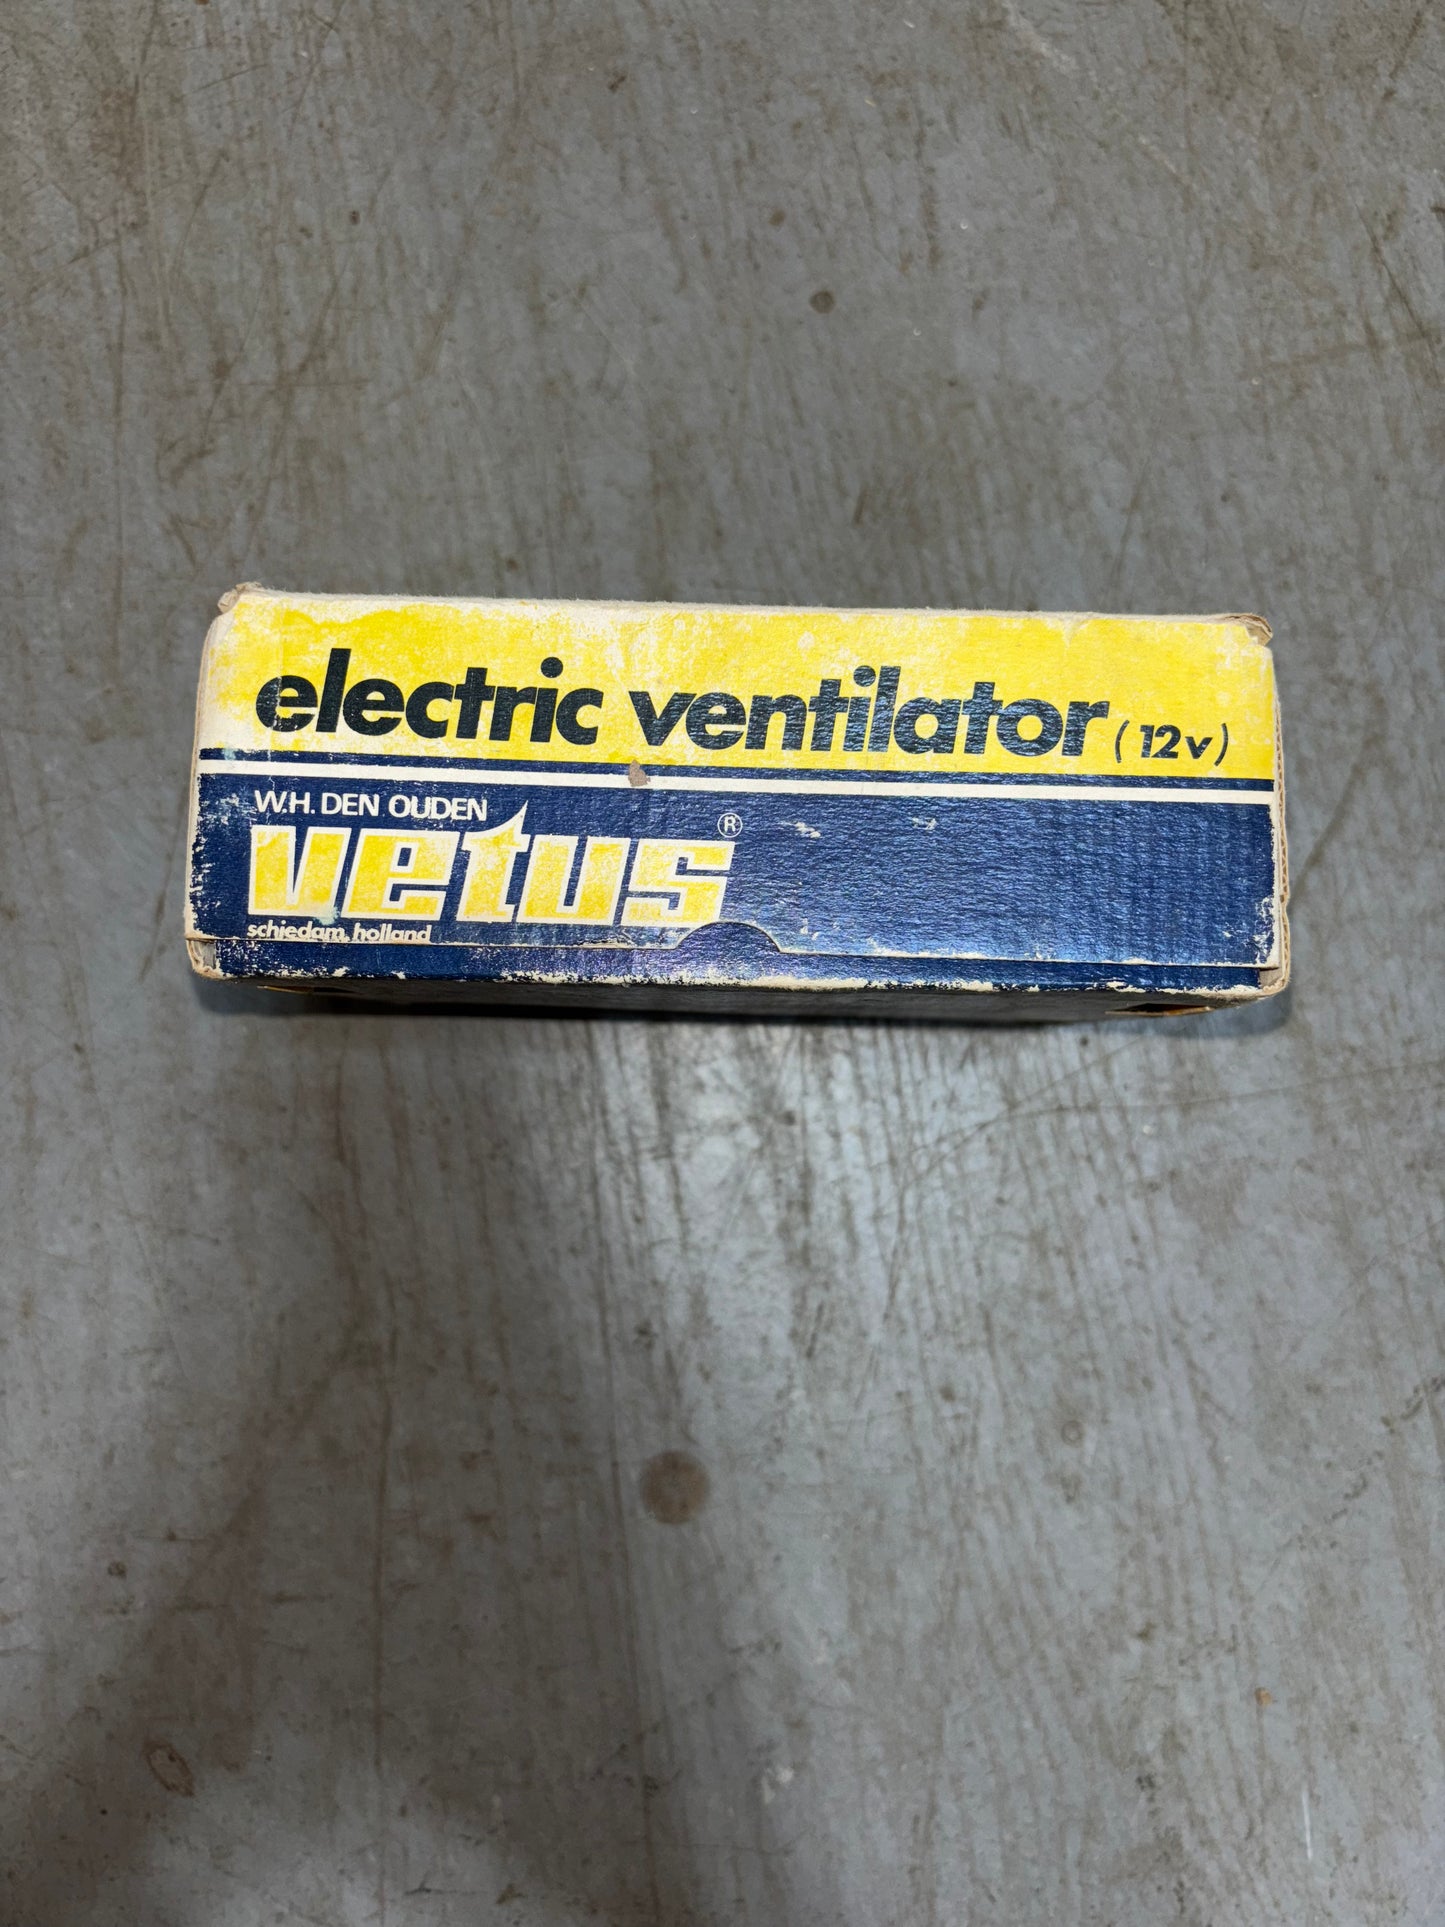 electric ventilator (12v)
W.H. DEN OUDEN
vetus®
schiedam, holland